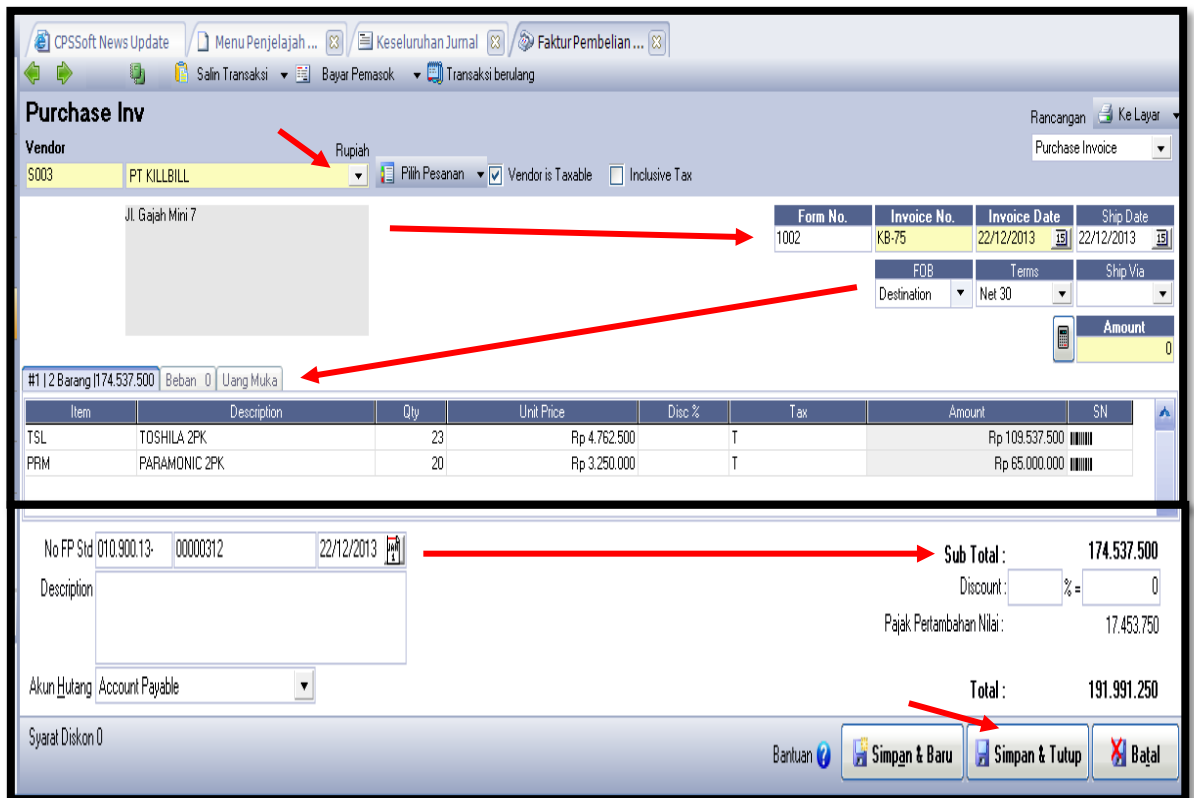 CPSSoft News Update Menu Penjelajah ... Keseluruhan Jurnal Faktur Pembelian ...
Salin Transaksi Bayar Pemasok Transaksi berulang
Purchase Inv
Rancangan Ke Layar
Vendor Rupiah Purchase Invoice
S003 PT KILLBILL Pilih Pesanan Vendor is Taxable Inclusive Tax
Jl. Gajah Mini 7
Form No. Invoice No. Invoice Date Ship Date
1002 KB-75 22/12/2013 15 22/12/2013 15
FOB Terms Ship Via
Destination Net 30
Amount
0
#1 | 2 Barang |174.537.500 Beban 0 Uang Muka
Item Description Qty Unit Price Disc % Tax Amount SN
TSL TOSHILA 2PK 23 Rp 4.762.500 T Rp 109.537.500
PRM PARAMONIC 2PK 20 Rp 3.250.000 T Rp 65.000.000
No FP Std 010.900.13- 00000312 22/12/2013 JAN 1 Sub Total : 174.537.500
Description Discount : % = 0
Pajak Pertambahan Nilai : 17.453.750
Akun Hutang Account Payable Total : 191.991.250
Syarat Diskon 0
Bantuan ? Simpan & Baru Simpan & Tutup Batal